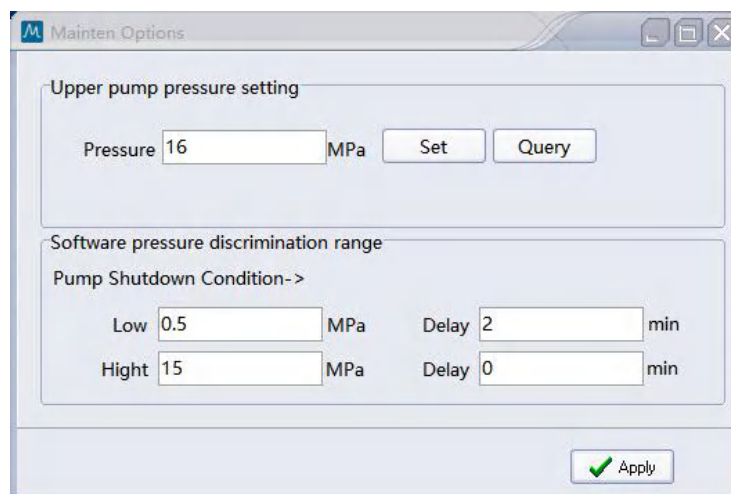 Mainten Options
Upper pump pressure setting
Pressure 16 MPa Set Query
Software pressure discrimination range
Pump Shutdown Condition->
Low 0.5 MPa Delay 2 min
Hight 15 MPa Delay 0 min
Apply